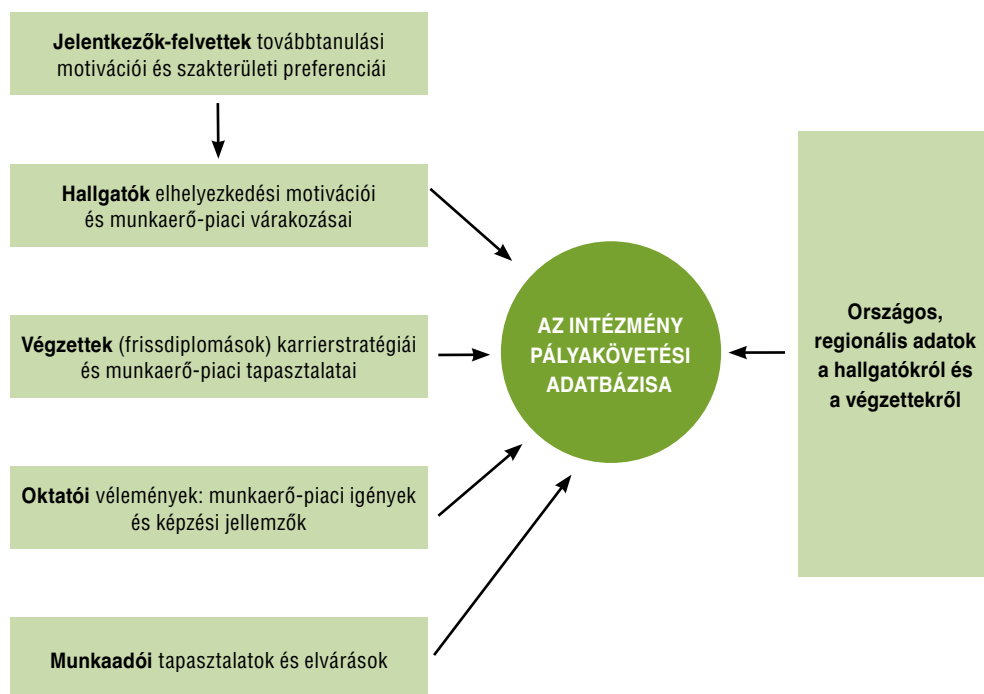 Jelentkezők-felvettek továbbtanulási
motivációi és szakterületi preferenciái
Hallgatók elhelyezkedési motivációi
és munkaerő-piaci várakozásai
Végzettek (frissdiplomások) karrierstratégiái
és munkaerő-piaci tapasztalatai
Oktatói vélemények: munkaerő-piaci igények
és képzési jellemzők
Munkaadói tapasztalatok és elvárások
AZ INTÉZMÉNY
PÁLYAKÖVETÉSI
ADATBÁZISA
Országos,
regionális adatok
a hallgatókról és
a végzettekről